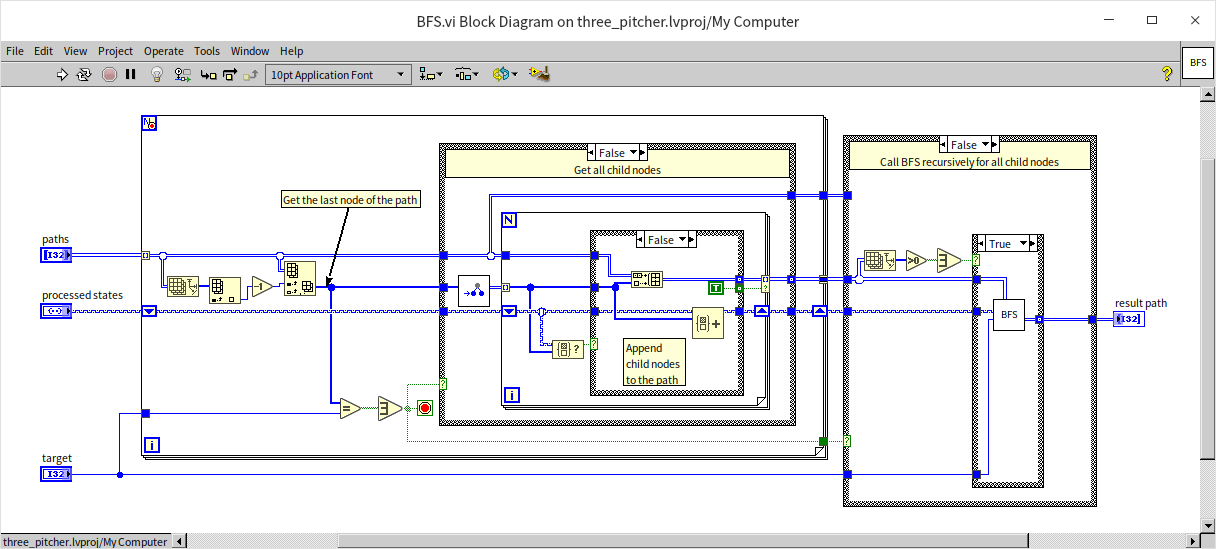 BFS.vi Block Diagram on three_pitcher.lvproj/My Computer
File Edit View Project Operate Tools Window Help
10pt Application Font
?
BFS
N
False
Get all child nodes
False
Call BFS recursively for all child nodes
Get the last node of the path
N
False
True
paths
[I32]
-1
>0
?
processed states
T
?
BFS
result path
[I32]
?
+
?
Append
child nodes
to the path
?
i
=
?
i
target
I32
three_pitcher.lvproj/My Computer